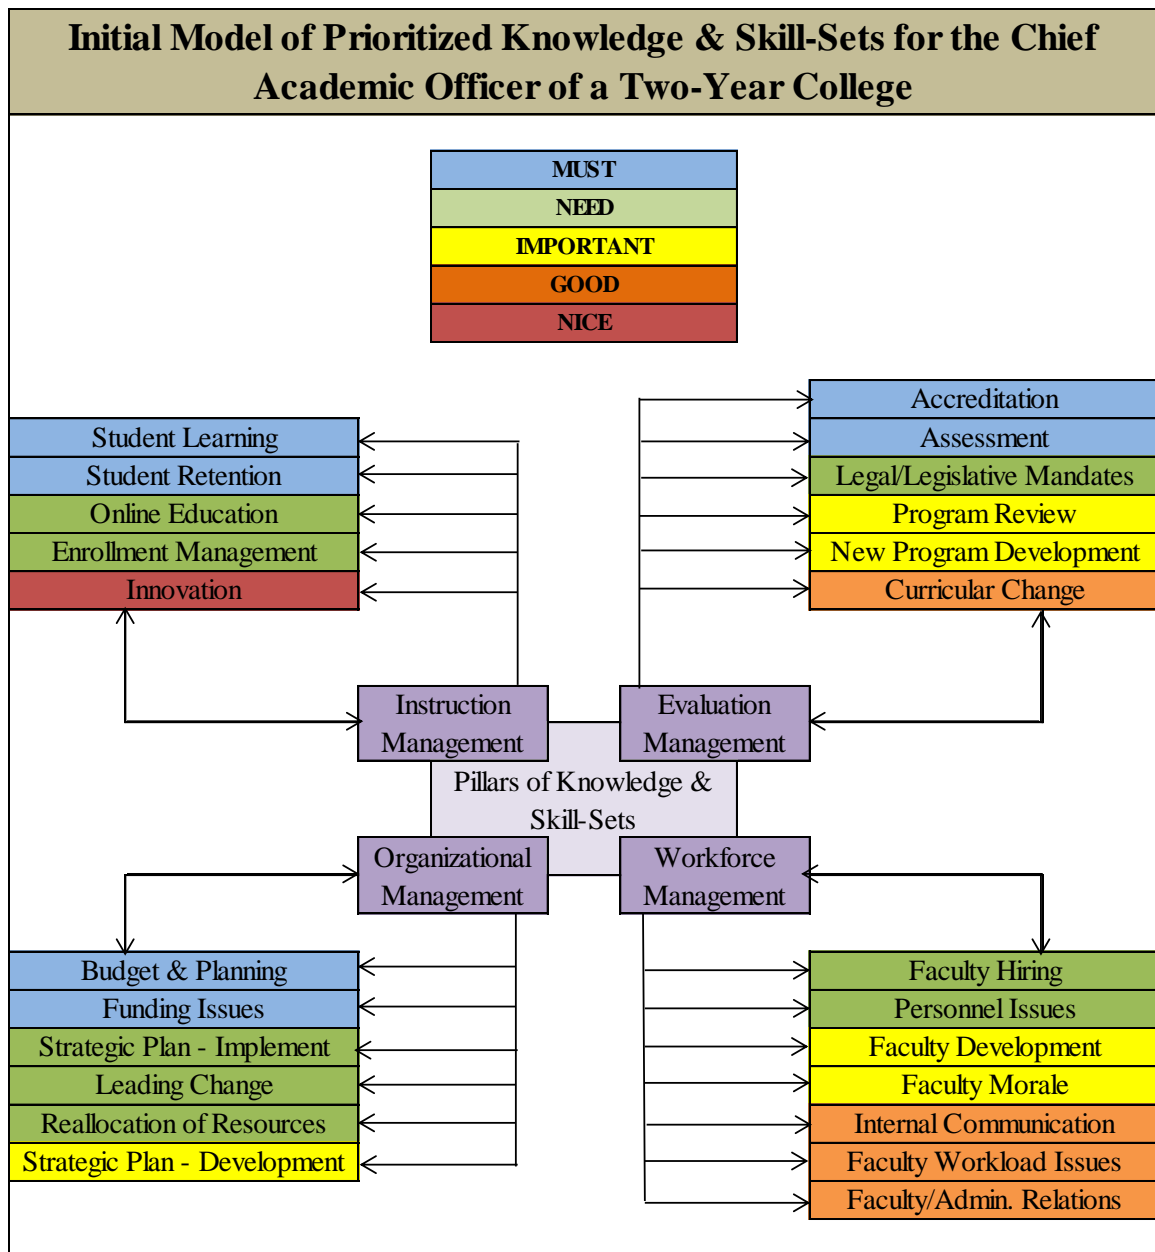 Initial Model of Prioritized Knowledge & Skill-Sets for the Chief
Academic Officer of a Two-Year College
MUST
NEED
IMPORTANT
GOOD
NICE
Student Learning
Student Retention
Online Education
Enrollment Management
Innovation
Accreditation
Assessment
Legal/Legislative Mandates
Program Review
New Program Development
Curricular Change
Instruction
Management
Evaluation
Management
Pillars of Knowledge &
Skill-Sets
Organizational
Management
Workforce
Management
Budget & Planning
Funding Issues
Strategic Plan - Implement
Leading Change
Reallocation of Resources
Strategic Plan - Development
Faculty Hiring
Personnel Issues
Faculty Development
Faculty Morale
Internal Communication
Faculty Workload Issues
Faculty/Admin. Relations